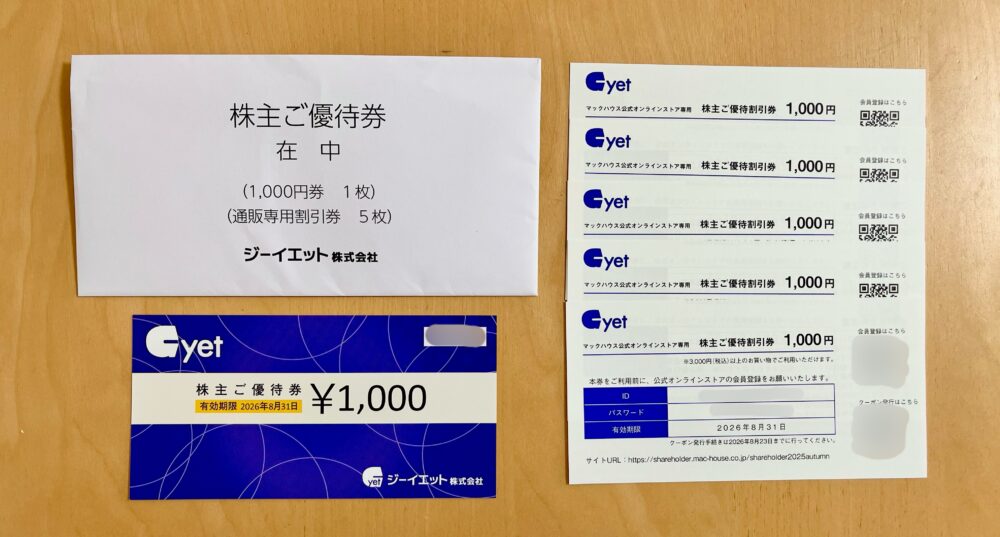 株主ご優待券
在 中
(1,000円券 1枚)
(通販専用割引券 5枚)
ジーイエット 株式会社
Gyet
株主ご優待券
有効期限 2026年8月31日
¥1,000
Gyet ジーイエット 株式会社
Gyet
マックハウス公式オンラインストア専用 株主ご優待割引券 1,000円
会員登録はこちら
Gyet
マックハウス公式オンラインストア専用 株主ご優待割引券 1,000円
会員登録はこちら
Gyet
マックハウス公式オンラインストア専用 株主ご優待割引券 1,000円
会員登録はこちら
Gyet
マックハウス公式オンラインストア専用 株主ご優待割引券 1,000円
会員登録はこちら
Gyet
マックハウス公式オンラインストア専用 株主ご優待割引券 1,000円
会員登録はこちら
※3,000円(税込)以上のお買い物でご利用いただけます。
本券をご利用前に、公式オンラインストアの会員登録をお願いいたします。
ID
パスワード
有効期限 2026年8月31日
クーポン発行はこちら
クーポン発行手続きは2026年8月23日までに行ってください。
サイトURL:https://shareholder.mac-house.co.jp/shareholder2025autumn